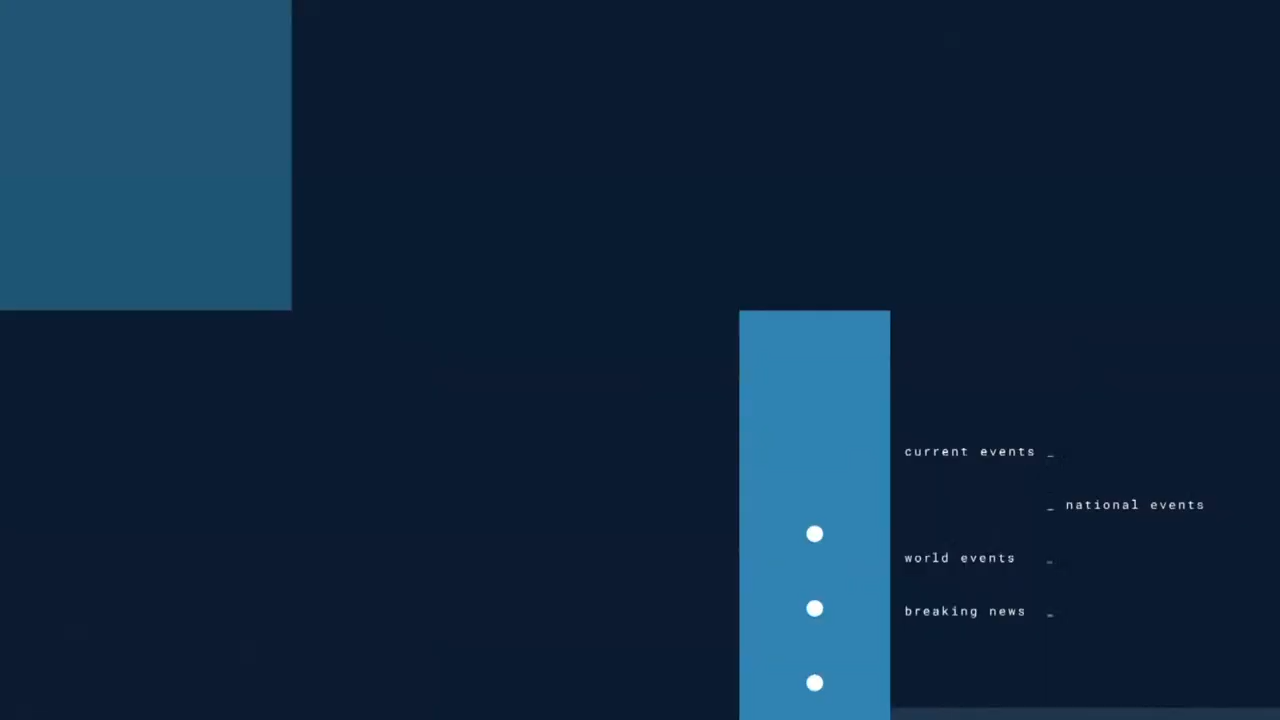 current events _
_ national events
world events _
breaking news _